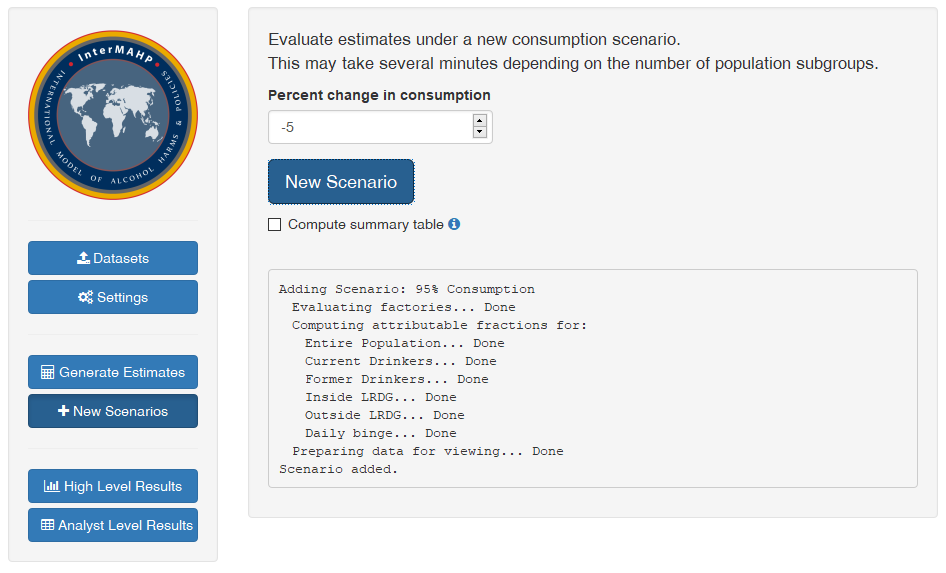 InterMAHP
INTERNATIONAL MODEL OF ALCOHOL HARMS & POLICIES
Datasets
Settings
Generate Estimates
New Scenarios
High Level Results
Analyst Level Results
Evaluate estimates under a new consumption scenario.
This may take several minutes depending on the number of population subgroups.
Percent change in consumption
-5
New Scenario
Compute summary table
Adding Scenario: 95% Consumption
Evaluating factories... Done
Computing attributable fractions for:
Entire Population... Done
Current Drinkers... Done
Former Drinkers... Done
Inside LRDG... Done
Outside LRDG... Done
Daily binge... Done
Preparing data for viewing... Done
Scenario added.